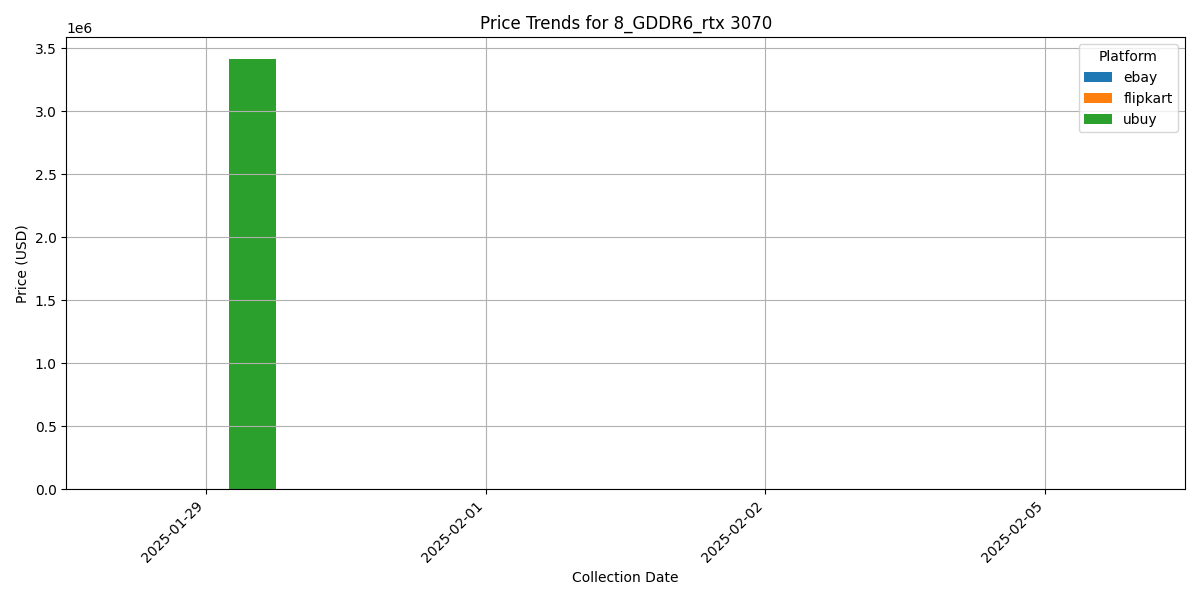 Price Trends for 8_GDDR6_rtx 3070
1e6
3.5
3.0
2.5
2.0
1.5
1.0
0.5
0.0
Price (USD)
Platform
ebay
flipkart
ubuy
2025-01-29
2025-02-01
2025-02-02
2025-02-05
Collection Date